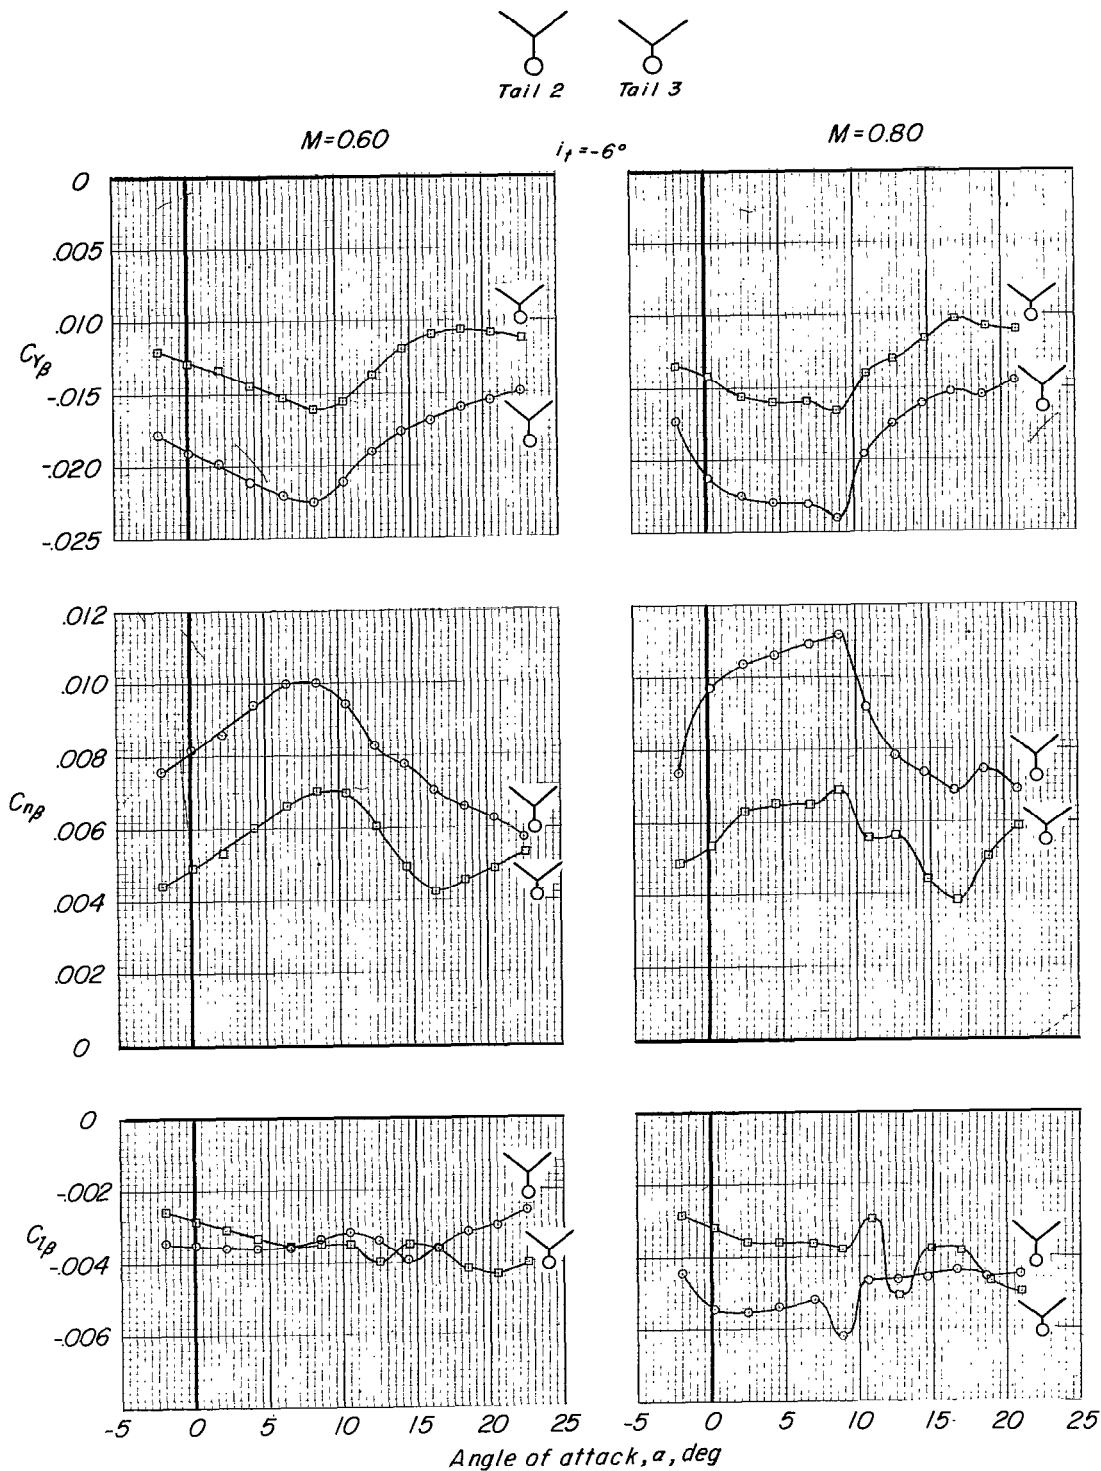 Tail 2 Tail 3
M=0.60 M=0.80
i_t=-6°
0
.005
.010
-.015
-.020
-.025
C_Yβ
.012
.010
.008
.006
.004
.002
0
C_nβ
0
-.002
-.004
-.006
C_lβ
-5 0 5 10 15 20 25 -5 0 5 10 15 20 25
Angle of attack, α, deg